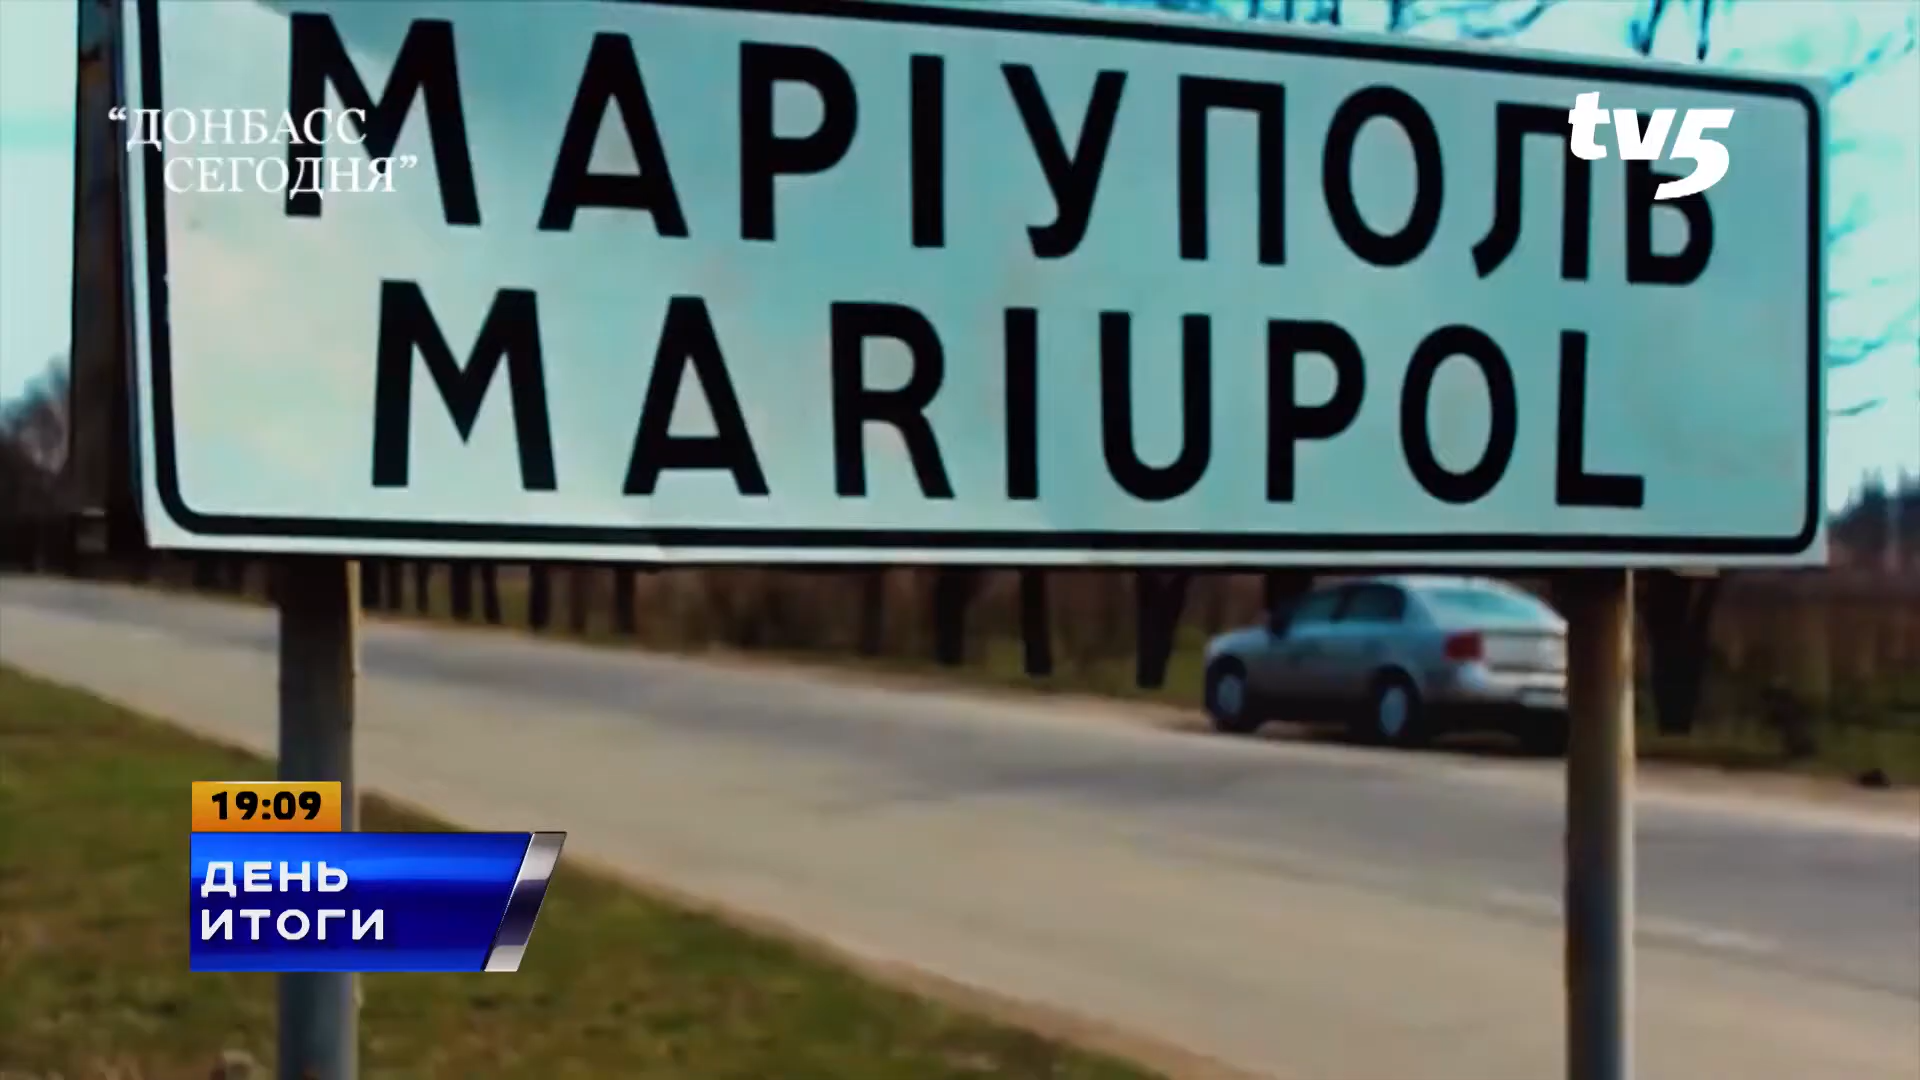 МАРІУПОЛЬ
MARIUPOL
“ДОНБАСС
СЕГОДНЯ”
tv5
19:09
ДЕНЬ
ИТОГИ